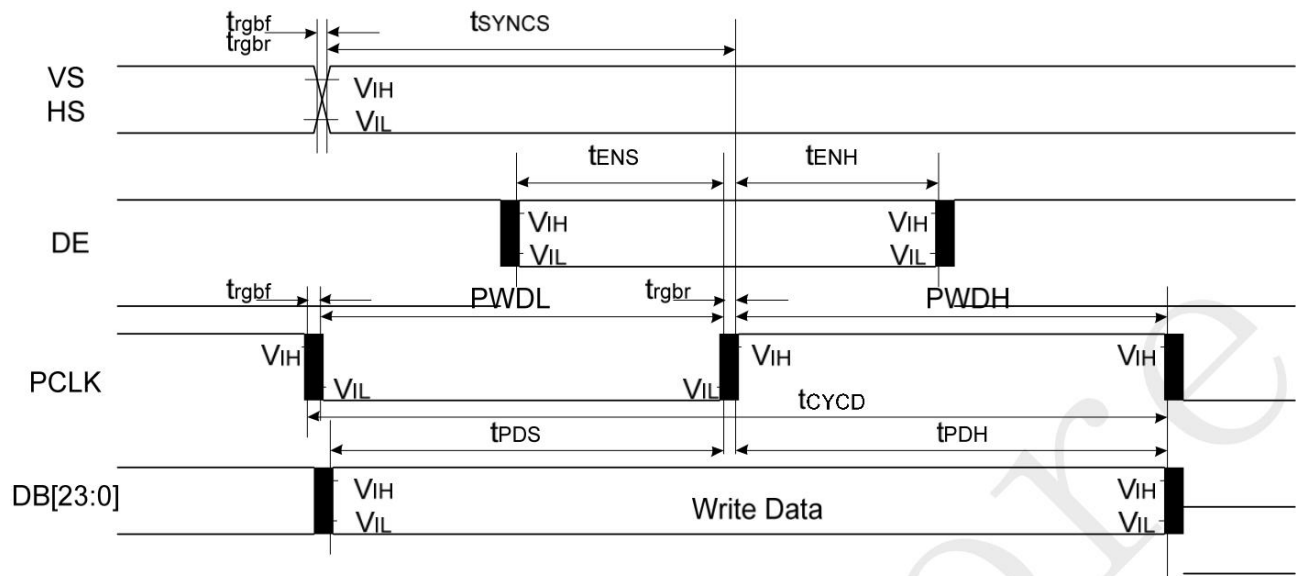 trgbf
trgbr
tSYNCS
VS
HS
VIH
VIL
tENS
tENH
DE
VIH
VIL
VIH
VIL
trgbf
PWDL
trgbr
PWDH
PCLK
VIH
VIL
VIL
VIH
VIH
tCYCD
tPDS
tPDH
DB[23:0]
VIH
VIL
Write Data
VIH
VIL
ore